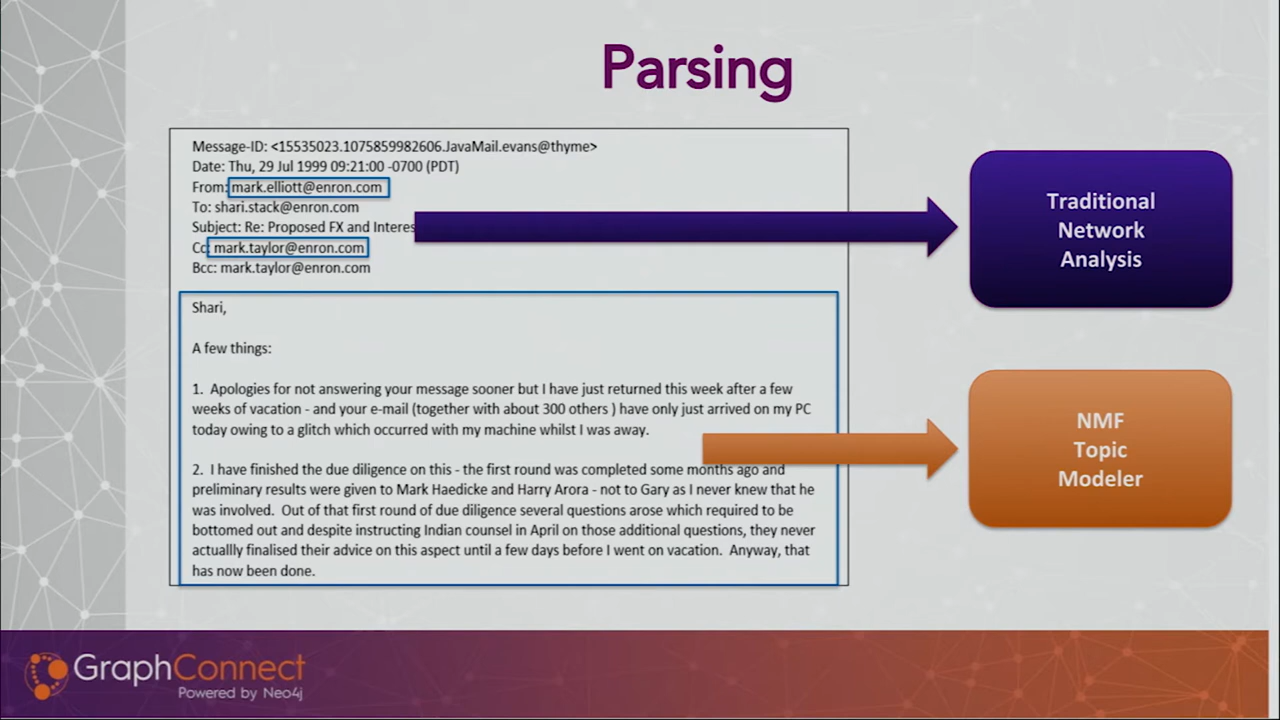 Parsing
Message-ID: <15535023.1075859982606.JavaMail.evans@thyme>
Date: Thu, 29 Jul 1999 09:21:00 -0700 (PDT)
From: mark.elliott@enron.com
To: shari.stack@enron.com
Subject: Re: Proposed FX and Interes
Cc: mark.taylor@enron.com
Bcc: mark.taylor@enron.com
Shari,
A few things:
1. Apologies for not answering your message sooner but I have just returned this week after a few
weeks of vacation - and your e-mail (together with about 300 others ) have only just arrived on my PC
today owing to a glitch which occurred with my machine whilst I was away.
2. I have finished the due diligence on this - the first round was completed some months ago and
preliminary results were given to Mark Haedicke and Harry Arora - not to Gary as I never knew that he
was involved. Out of that first round of due diligence several questions arose which required to be
bottomed out and despite instructing Indian counsel in April on those additional questions, they never
actuallly finalised their advice on this aspect until a few days before I went on vacation. Anyway, that
has now been done.
Traditional
Network
Analysis
NMF
Topic
Modeler
GraphConnect
Powered by Neo4j